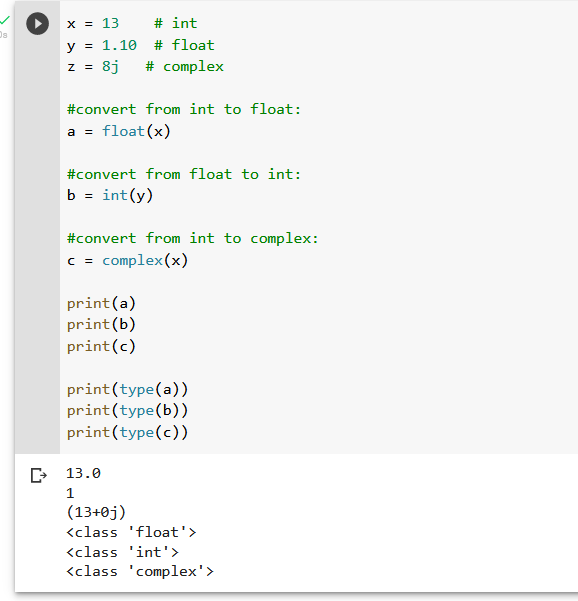 x = 13    # int
y = 1.10  # float
z = 8j   # complex
#convert from int to float:
a = float(x)
#convert from float to int:
b = int(y)
#convert from int to complex:
c = complex(x)
print(a)
print(b)
print(c)
print(type(a))
print(type(b))
print(type(c))
13.0
1
(13+0j)
<class 'float'>
<class 'int'>
<class 'complex'>